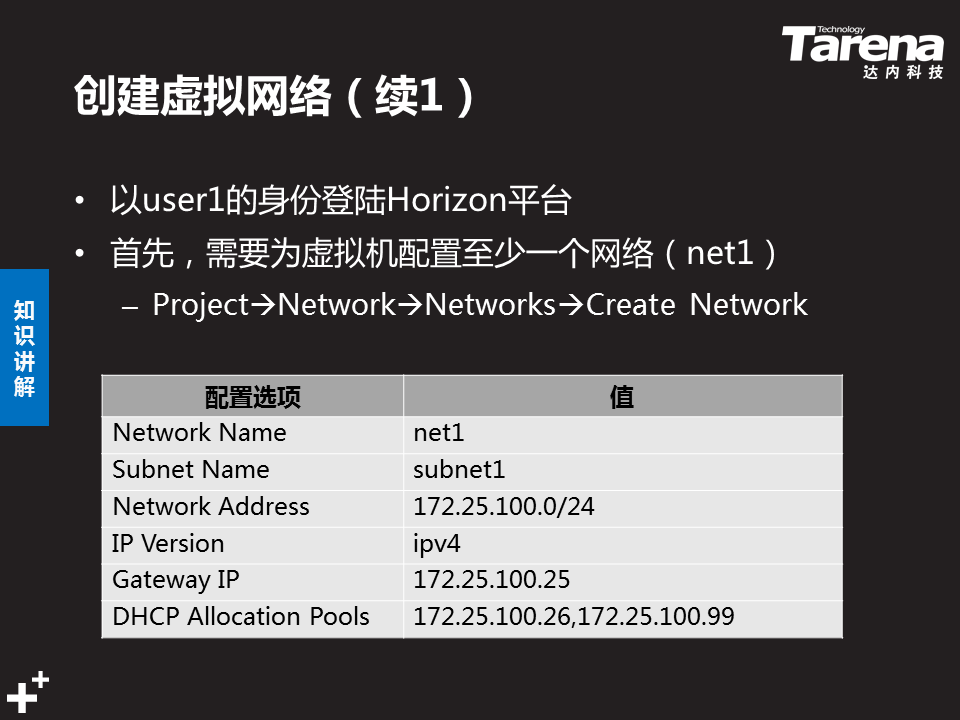 Technology
Tarena
达内科技
创建虚拟网络（续1）
• 以user1的身份登陆Horizon平台
• 首先，需要为虚拟机配置至少一个网络（net1）
– Project→Network→Networks→Create Network
知识讲解
配置选项 值
Network Name net1
Subnet Name subnet1
Network Address 172.25.100.0/24
IP Version ipv4
Gateway IP 172.25.100.25
DHCP Allocation Pools 172.25.100.26,172.25.100.99